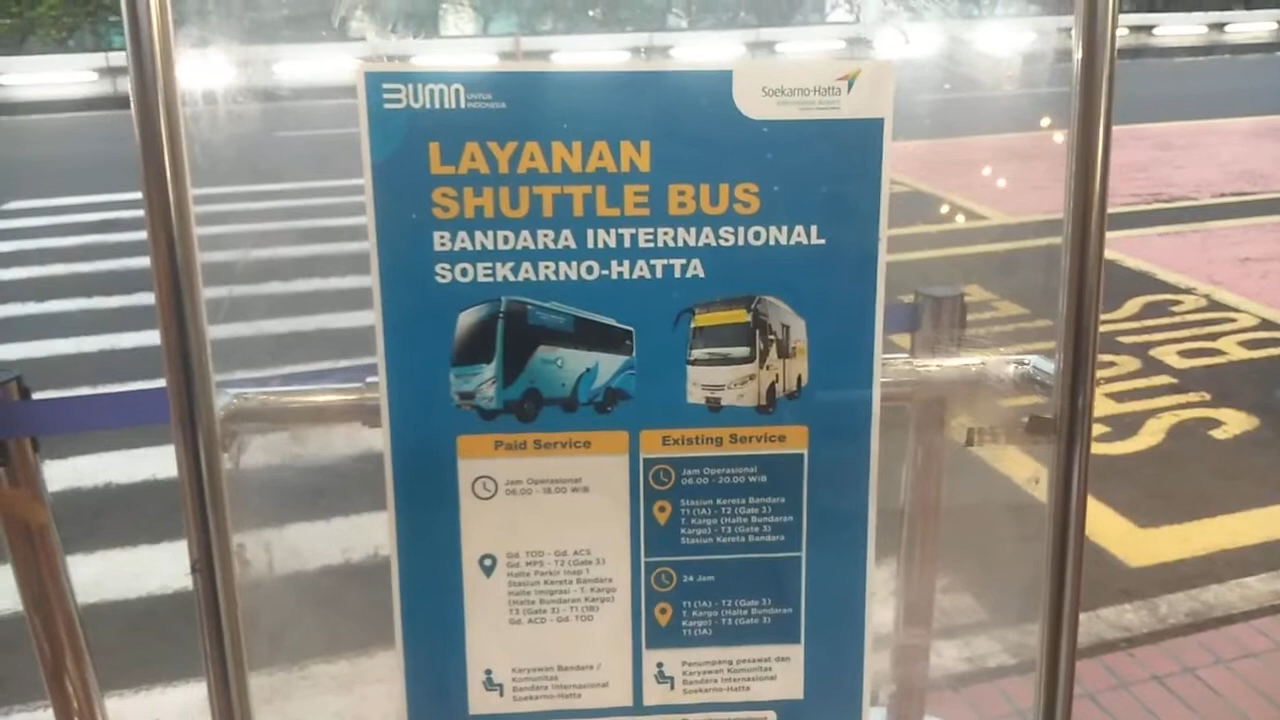 BUMN UNTUK INDONESIA
Soekarno-Hatta
International Airport
LAYANAN
SHUTTLE BUS
BANDARA INTERNASIONAL
SOEKARNO-HATTA
Paid Service
Jam Operasional
06.00 - 18.00 WIB
Gd. TOD - Gd. ACS
Gd. MPS - T2 (Gate 3)
Halte Parkir Inap 1
Stasiun Kereta Bandara
Halte Imigrasi - T. Kargo
(Halte Bundaran Kargo)
T3 (Gate 3) - T1 (1B)
Gd. ACD - Gd. TOD
Karyawan Bandara /
Komunitas
Bandara Internasional
Soekarno-Hatta
Existing Service
Jam Operasional
06.00 - 20.00 WIB
Stasiun Kereta Bandara
T1 (1A) - T2 (Gate 3)
T. Kargo (Halte Bundaran
Kargo) - T3 (Gate 3)
Stasiun Kereta Bandara
24 Jam
T1 (1A) - T2 (Gate 3)
T. Kargo (Halte Bundaran
Kargo) - T3 (Gate 3)
T1 (1A)
Penumpang pesawat dan
Karyawan Komunitas
Bandara Internasional
Soekarno-Hatta
BUS